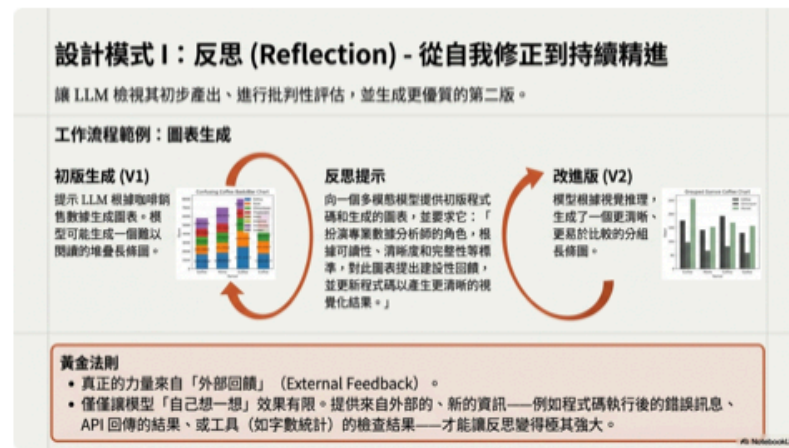 設計模式 I：反思 (Reflection) - 從自我修正到持續精進
讓 LLM 檢視其初步產出、進行批判性評估，並生成更優質的第二版。
工作流程範例：圖表生成
初版生成 (V1)
提示 LLM 根據咖啡銷
售數據生成圖表。模
型可能生成一個難以
閱讀的堆疊長條圖。
反思提示
向一個多模態模型提供初版程式
碼和生成的圖表，並要求它：「
扮演專業數據分析師的角色，根
據可讀性、清晰度和完整性等標
準，對此圖表提出建設性回饋，
並更新程式碼以產生更清晰的視
覺化結果。」
改進版 (V2)
模型根據視覺推理，
生成了一個更清晰、
更易於比較的分組
長條圖。
黃金法則
• 真正的力量來自「外部回饋」（External Feedback）。
• 僅僅讓模型「自己想一想」效果有限。提供來自外部的、新的資訊——例如程式碼執行後的錯誤訊息、
API 回傳的結果、或工具（如字數統計）的檢查結果——才能讓反思變得極其強大。